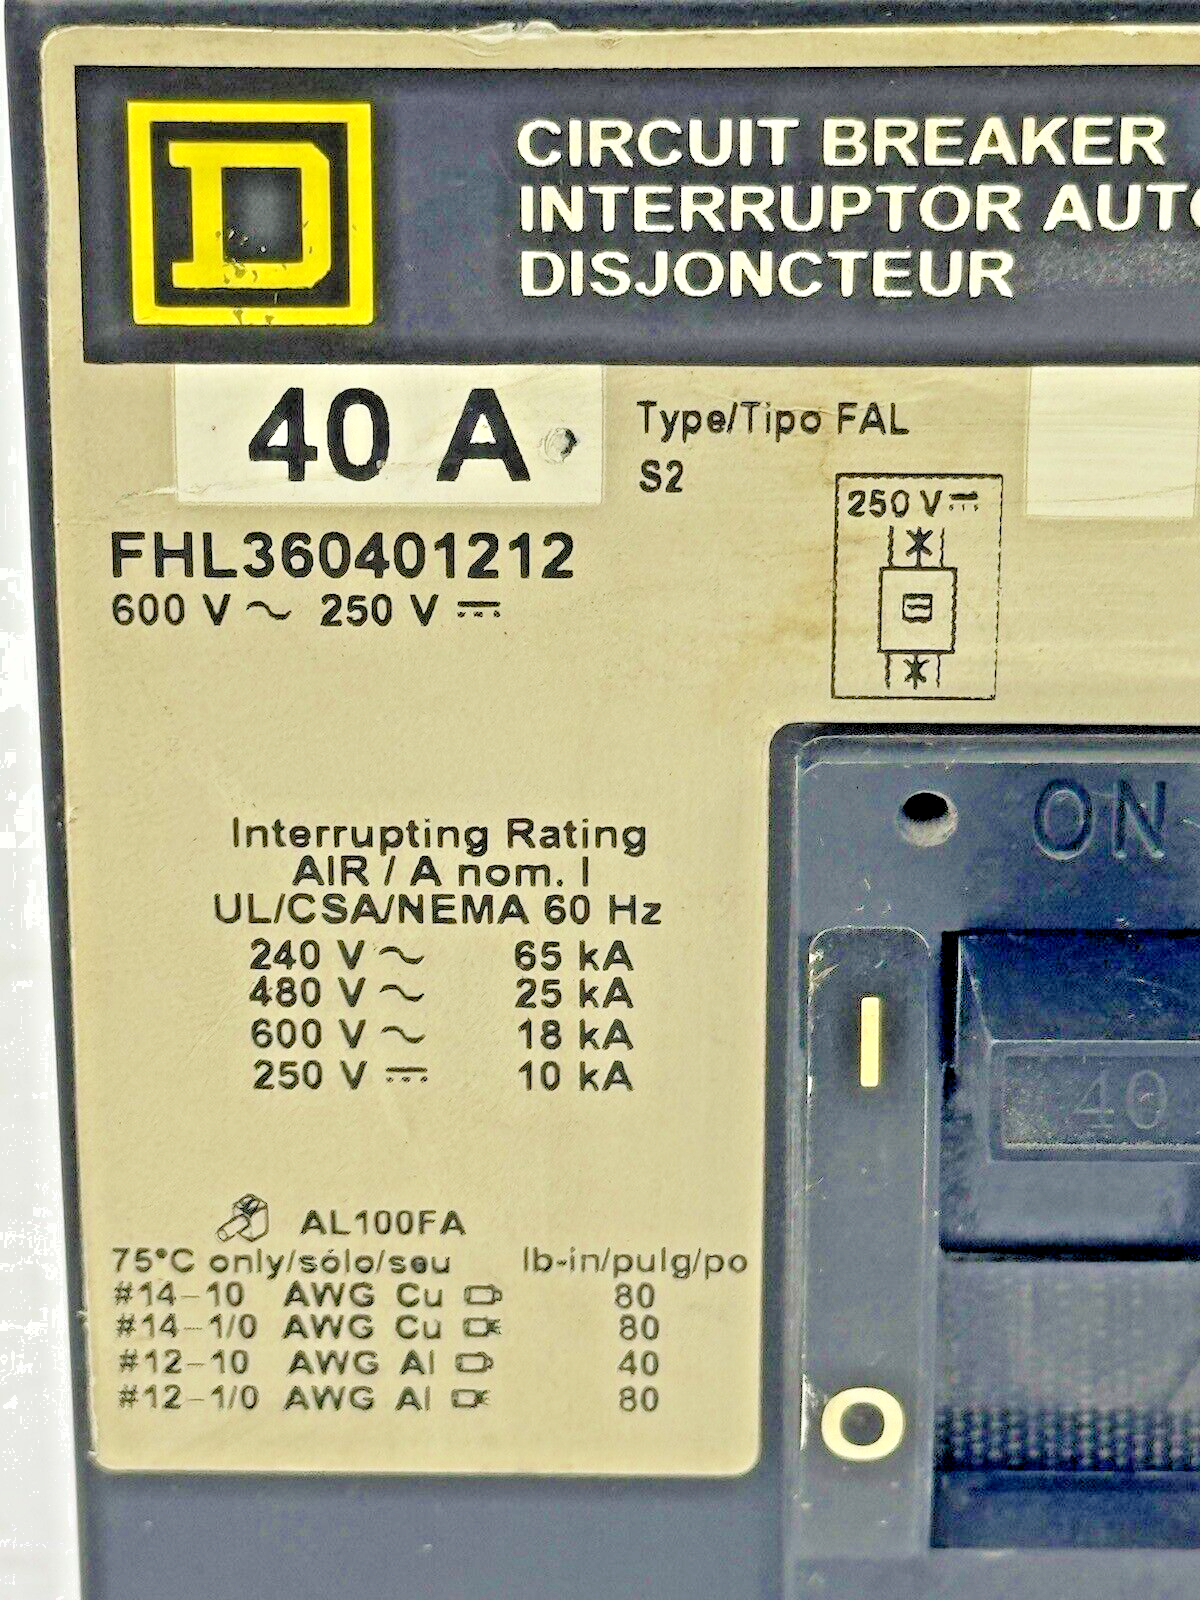 D
CIRCUIT BREAKER
INTERRUPTOR AUTO
DISJONCTEUR
40 A
Type/Tipo FAL
S2
250 V ⎓
FHL360401212
600 V ~ 250 V ⎓
Interrupting Rating
AIR / A nom. I
UL/CSA/NEMA 60 Hz
240 V ~ 65 kA
480 V ~ 25 kA
600 V ~ 18 kA
250 V ⎓ 10 kA
ON
I
40
O
AL100FA
75°C only/sólo/seu lb-in/pulg/po
#14-10 AWG Cu 80
#14-1/0 AWG Cu 80
#12-10 AWG Al 40
#12-1/0 AWG Al 80